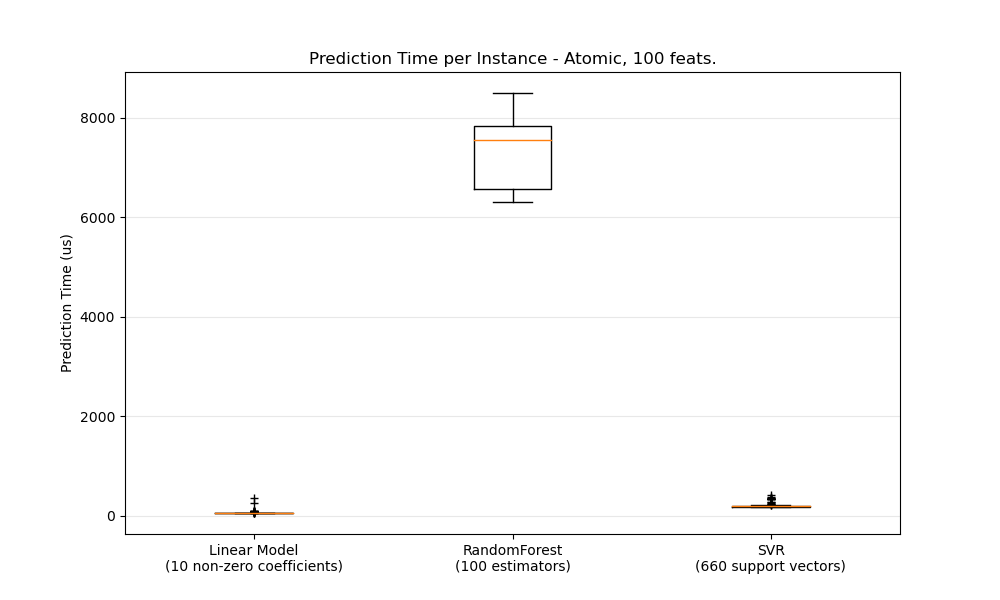 Prediction Time per Instance - Atomic, 100 feats.
Prediction Time (us)
8000
6000
4000
2000
0
Linear Model
(10 non-zero coefficients)
RandomForest
(100 estimators)
SVR
(660 support vectors)